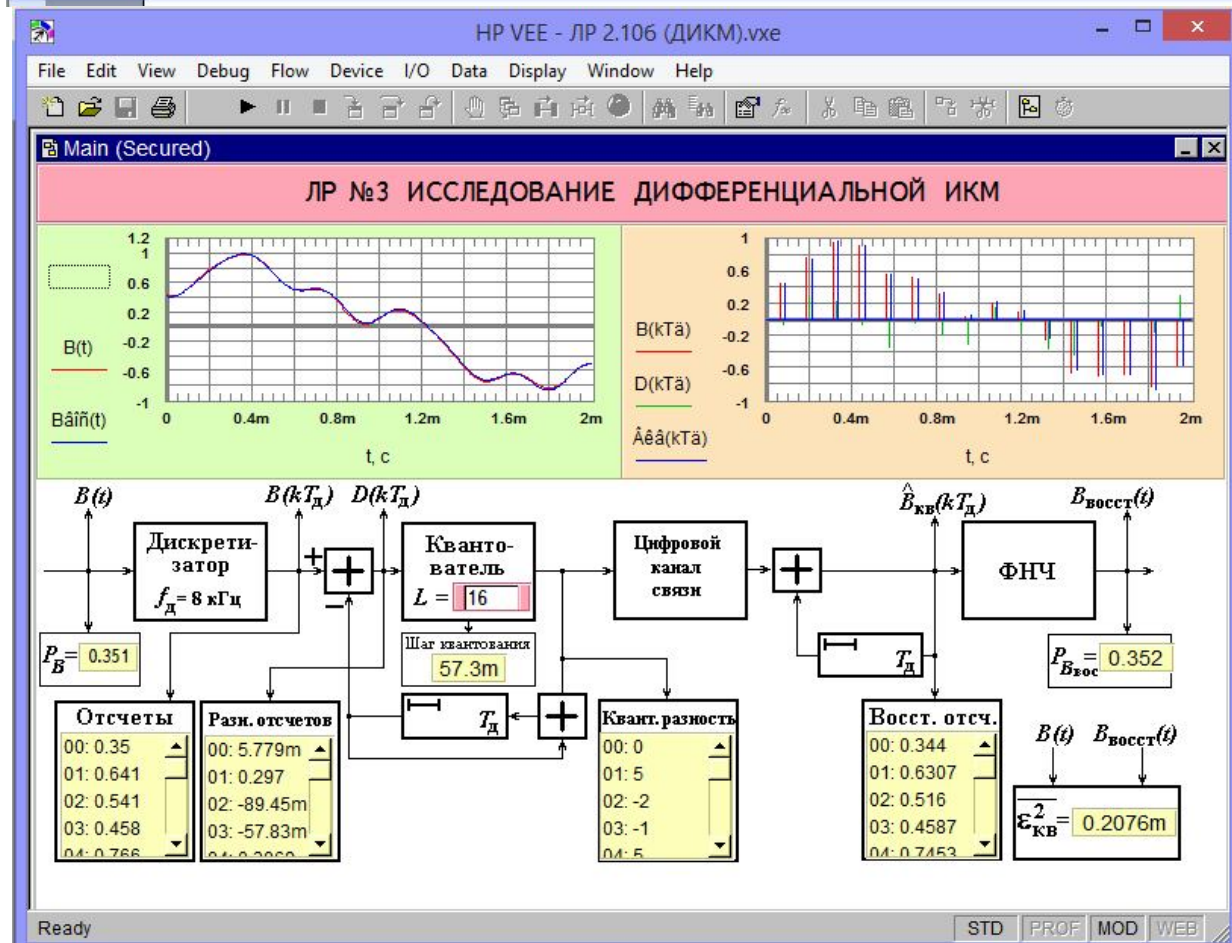 HP VEE - ЛР 2.106 (ДИКМ).vxe
File Edit View Debug Flow Device I/O Data Display Window Help
Main (Secured)
ЛР №3 ИССЛЕДОВАНИЕ ДИФФЕРЕНЦИАЛЬНОЙ ИКМ
1.2
1
0.6
0.2
-0.2
-0.6
-1
B(t)
Bâîñ(t)
0 0.4m 0.8m 1.2m 1.6m 2m
t, c
1
0.6
0.2
-0.2
-0.6
-1
B(kTä)
D(kTä)
Âêâ(kTä)
0 0.4m 0.8m 1.2m 1.6m 2m
t, c
B(t) B(kTд) D(kTд) B̂кв(kTд) Bвосст(t)
Дискрети-
затор
fд= 8 кГц
+
−
+
Кванто-
ватель
L = 16
Цифровой
канал
связи
+
ФНЧ
PB= 0.351
Шаг квантования
57.3m
Tд
+
Tд
PBвос= 0.352
Отсчеты
00: 0.35
01: 0.641
02: 0.541
03: 0.458
04: 0.766
Разн. отсчетов
00: 5.779m
01: 0.297
02: -89.45m
03: -57.83m
Квант. разность
00: 0
01: 5
02: -2
03: -1
04: 5
Восст. отсч.
00: 0.344
01: 0.6307
02: 0.516
03: 0.4587
04: 0.7453
B(t) Bвосст(t)
ε²кв= 0.2076m
Ready STD PROF MOD WEB